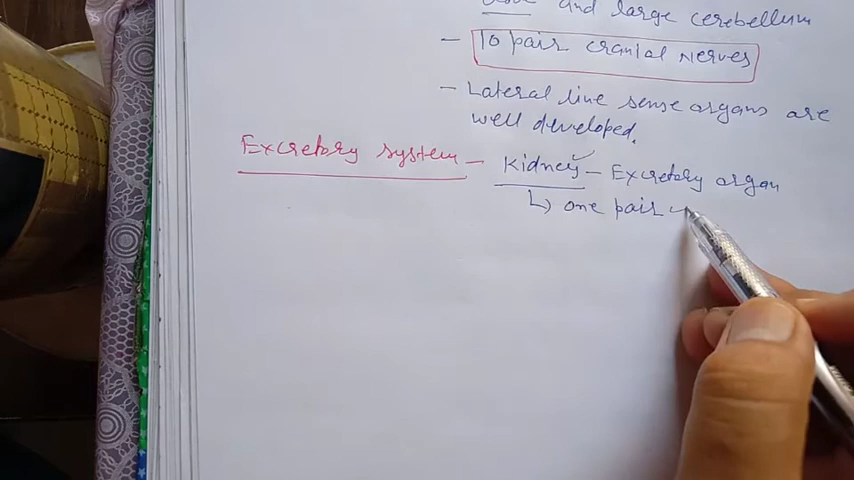 and large cerebellum
- 10 pair cranial nerves
- Lateral line sense organs are
well developed.
Excretory system - Kidney - Excretory organ
↳ one pair